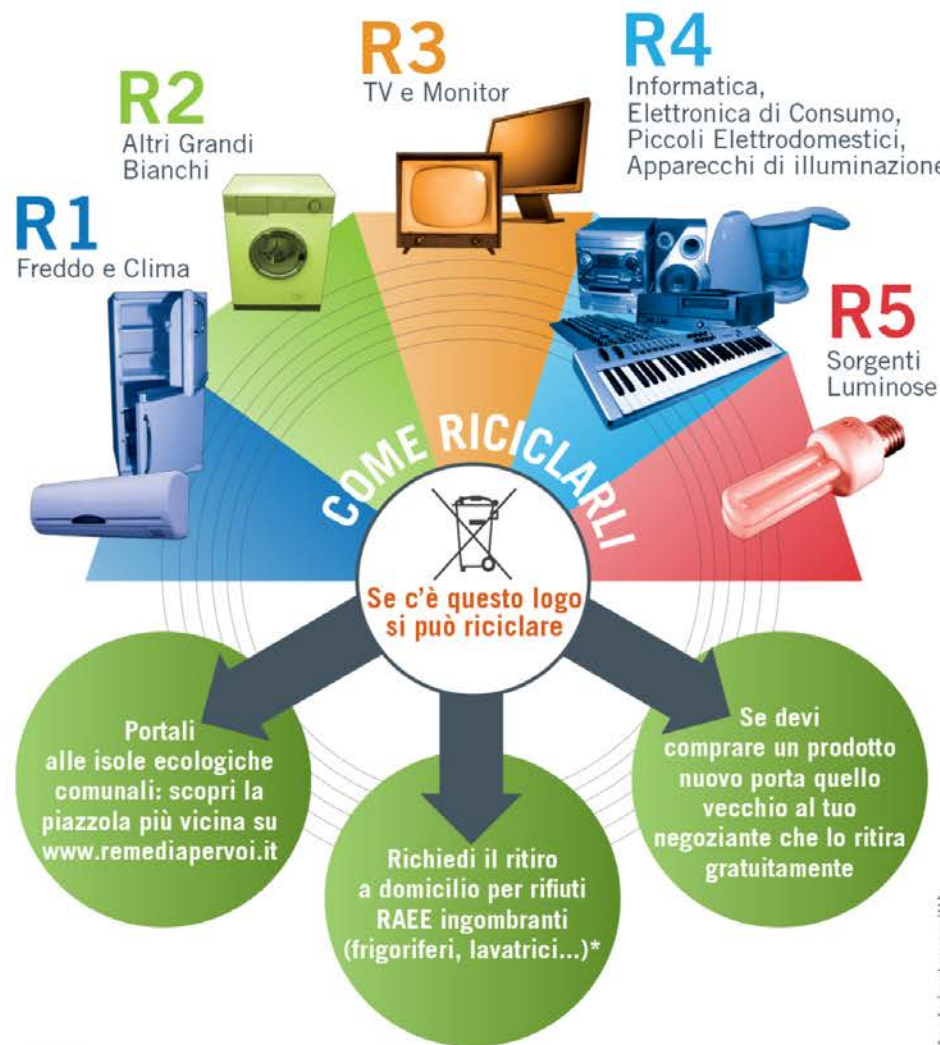 R1
Freddo e Clima
R2
Altri Grandi
Bianchi
R3
TV e Monitor
R4
Informatica,
Elettronica di Consumo,
Piccoli Elettrodomestici,
Apparecchi di illuminazione
R5
Sorgenti
Luminose
COME RICICLARLI
Se c'è questo logo
si può riciclare
Portali
alle isole ecologiche
comunali: scopri la
piazzola più vicina su
www.remediapervoi.it
Richiedi il ritiro
a domicilio per rifiuti
RAEE ingombranti
(frigoriferi, lavatrici...)*
Se devi
comprare un prodotto
nuovo porta quello
vecchio al tuo
negoziante che lo ritira
gratuitamente